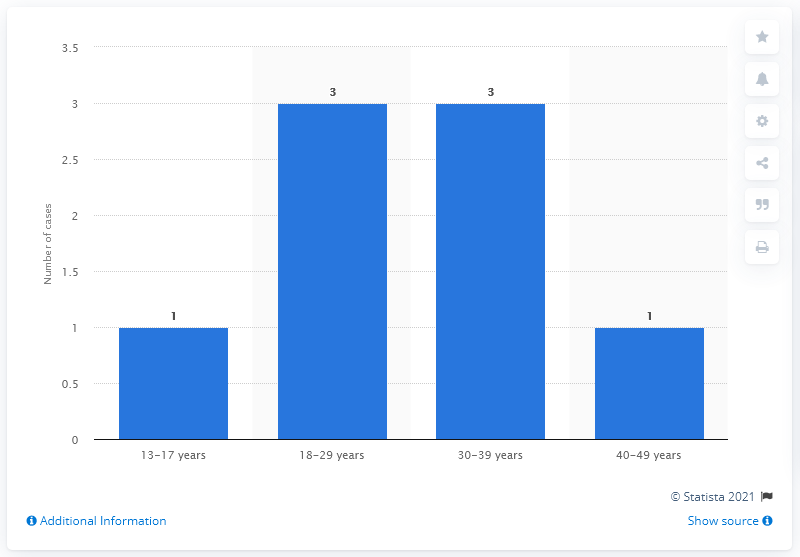 3.5
3
2.5
2
1.5
1
0.5
0
Number of cases
1
3
3
1
13-17 years
18-29 years
30-39 years
40-49 years
© Statista 2021
Additional Information
Show source